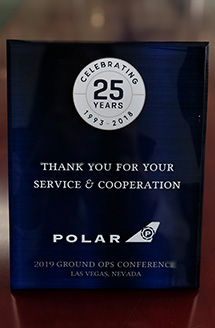 CELEBRATING
25
YEARS
1993-2018
THANK YOU FOR YOUR
SERVICE & COOPERATION
POLAR P
2019 GROUND OPS CONFERENCE
LAS VEGAS, NEVADA